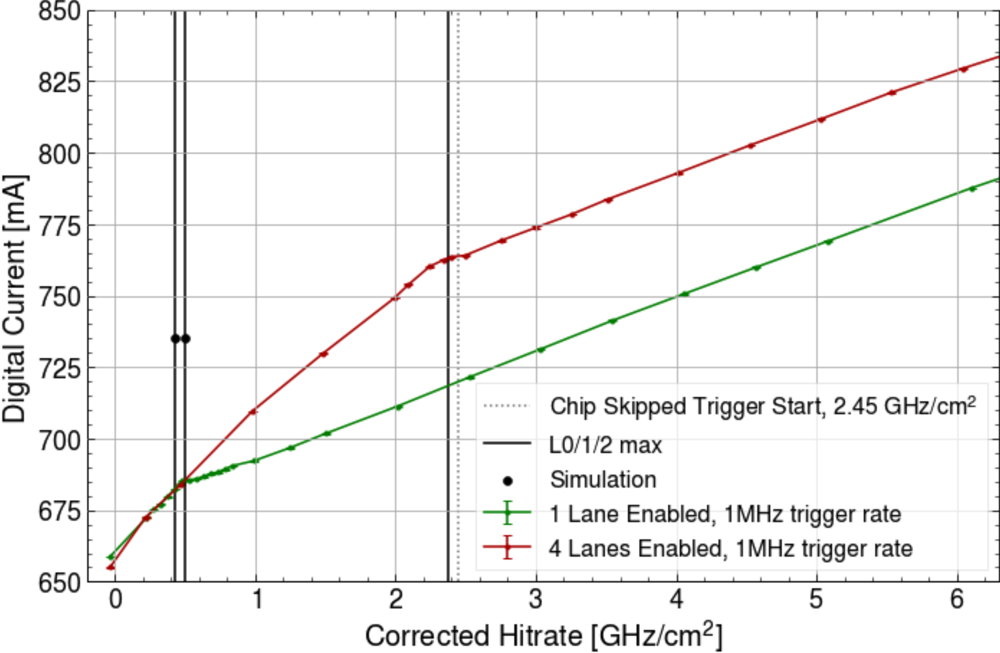 850
825
800
775
750
725
700
675
650
Digital Current [mA]
0 1 2 3 4 5 6
Corrected Hitrate [GHz/cm²]
Chip Skipped Trigger Start, 2.45 GHz/cm²
L0/1/2 max
Simulation
1 Lane Enabled, 1MHz trigger rate
4 Lanes Enabled, 1MHz trigger rate